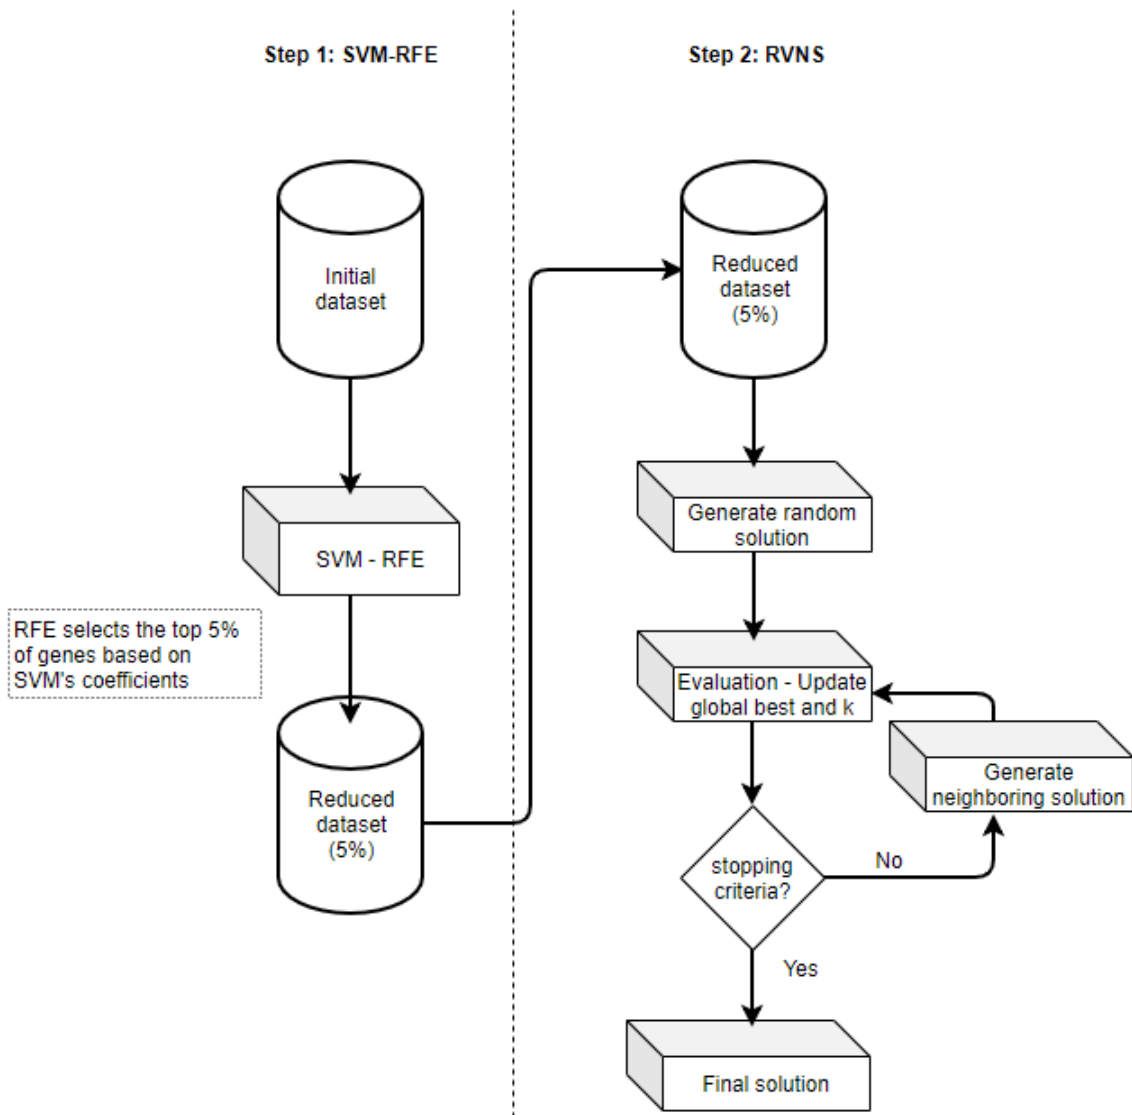 Step 1: SVM-RFE
Initial
dataset
SVM - RFE
RFE selects the top 5%
of genes based on
SVM's coefficients
Reduced
dataset
(5%)
Step 2: RVNS
Reduced
dataset
(5%)
Generate random
solution
Evaluation - Update
global best and k
Generate
neighboring solution
stopping
criteria?
No
Yes
Final solution